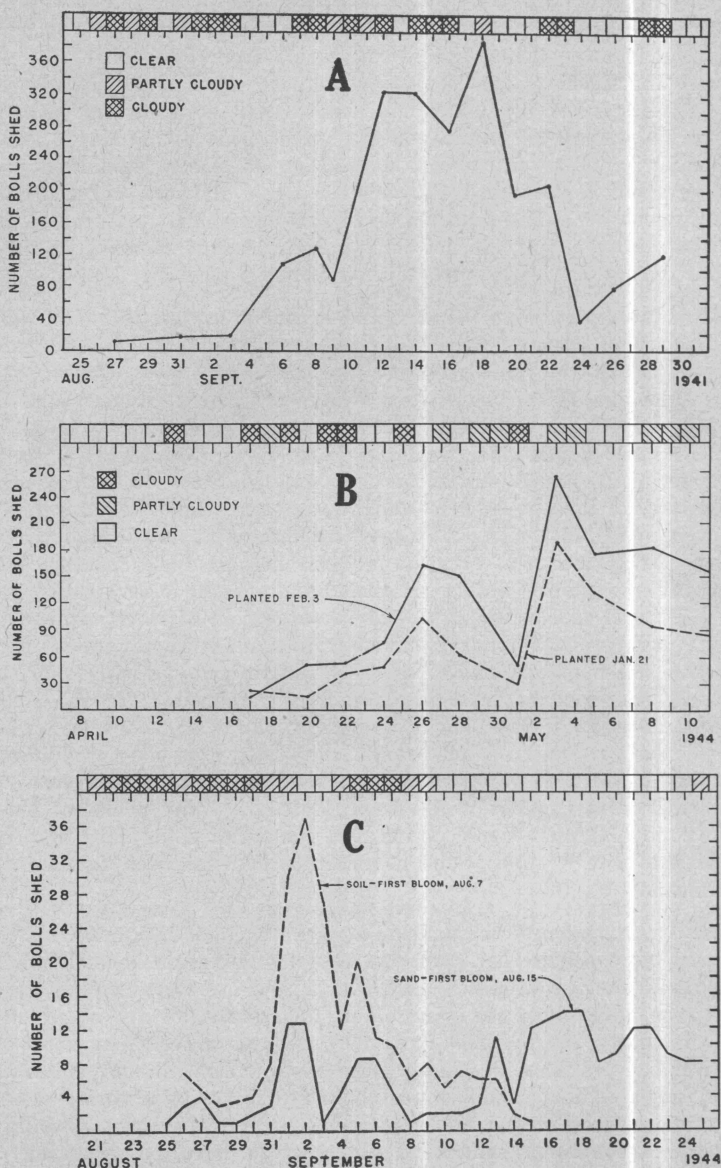 A
CLEAR
PARTLY CLOUDY
CLOUDY
NUMBER OF BOLLS SHED
360
320
280
200
160
120
80
40
0
25 27 29 31 2 4 6 8 10 12 14 16 18 20 22 24 26 28 30
AUG. SEPT. 1941
B
CLOUDY
PARTLY CLOUDY
CLEAR
NUMBER OF BOLLS SHED
270
240
210
180
150
120
90
60
30
PLANTED FEB. 3
PLANTED JAN. 21
8 10 12 14 16 18 20 22 24 26 28 1 2 4 6 8 10
APRIL MAY 1944
C
NUMBER OF BOLLS SHED
36
32
28
24
20
16
12
8
4
SOIL-FIRST BLOOM, AUG. 7
SAND-FIRST BLOOM, AUG. 15
21 23 25 27 29 31 2 4 6 8 10 12 14 16 18 20 22 24
AUGUST SEPTEMBER 1944